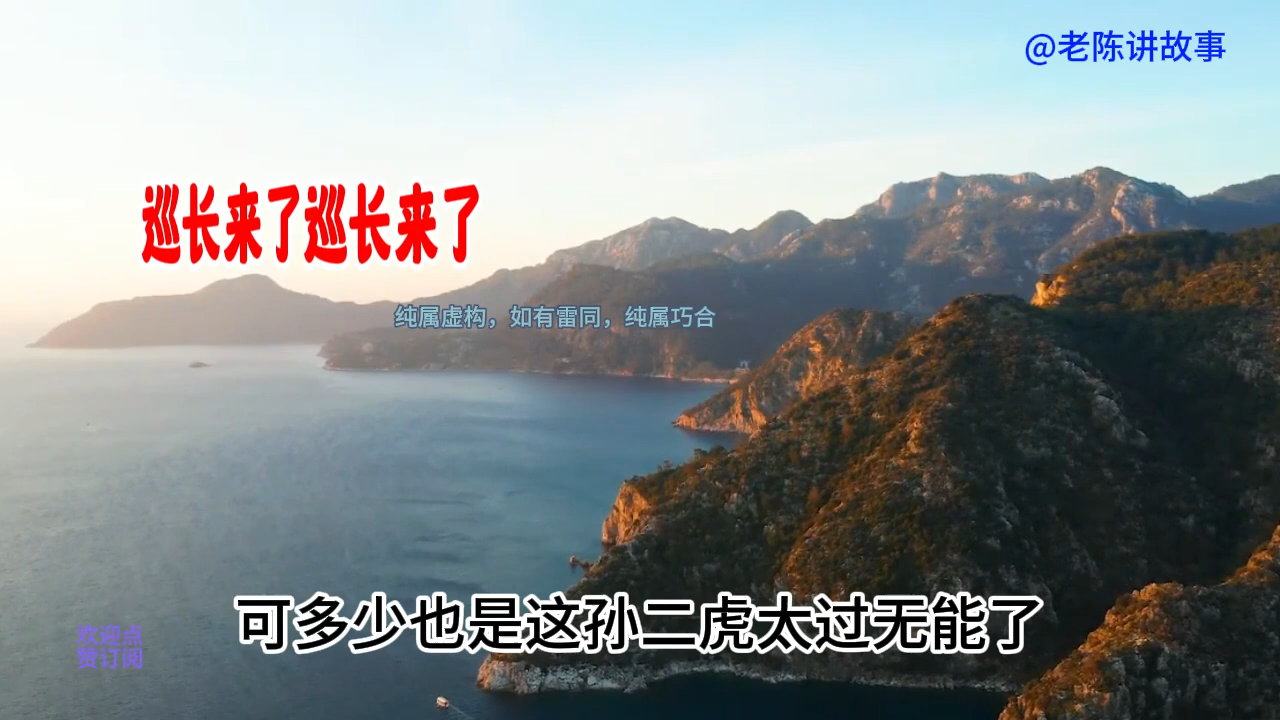 @老陈讲故事
巡长来了巡长来了
纯属虚构，如有雷同，纯属巧合
可多少也是这孙二虎太过无能了
欢迎点
赞订阅